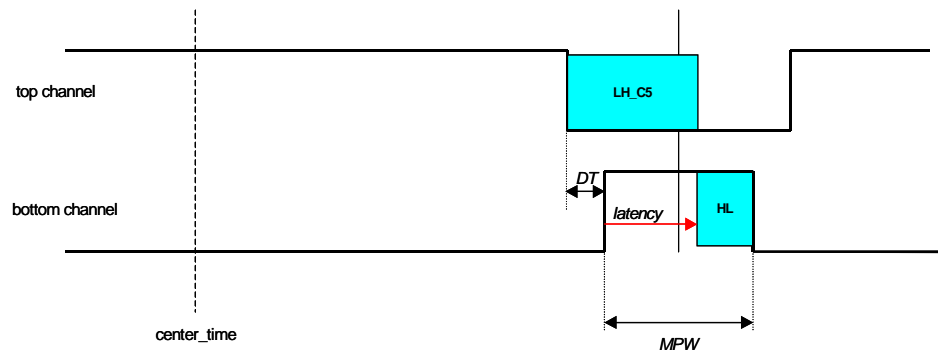 top channel
LH_C5
DT
bottom channel
latency
HL
center_time
MPW